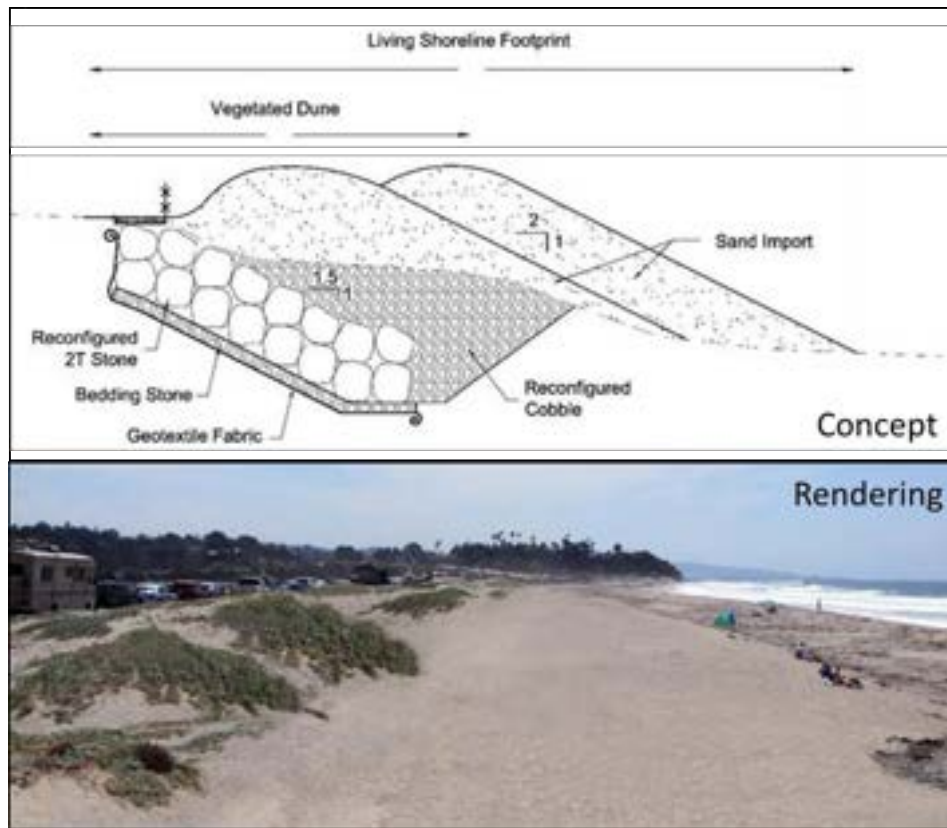 Living Shoreline Footprint
Vegetated Dune
2
1
Sand Import
1.5
1
Reconfigured
2T Stone
Bedding Stone
Geotextile Fabric
Reconfigured
Cobble
Concept
Rendering